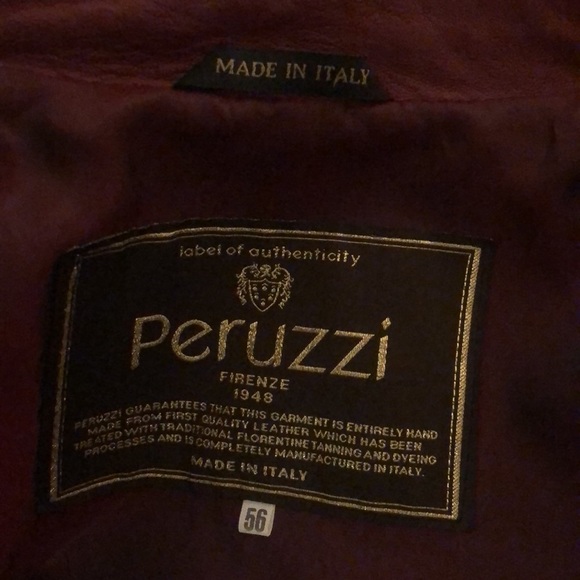 MADE IN ITALY
label of authenticity
peruzzi
FIRENZE
1948
PERUZZI GUARANTEES THAT THIS GARMENT IS ENTIRELY HAND
MADE FROM FIRST QUALITY LEATHER WHICH HAS BEEN
TREATED WITH TRADITIONAL FLORENTINE TANNING AND DYEING
PROCESSES AND IS COMPLETELY MANUFACTURED IN ITALY.
MADE IN ITALY
56